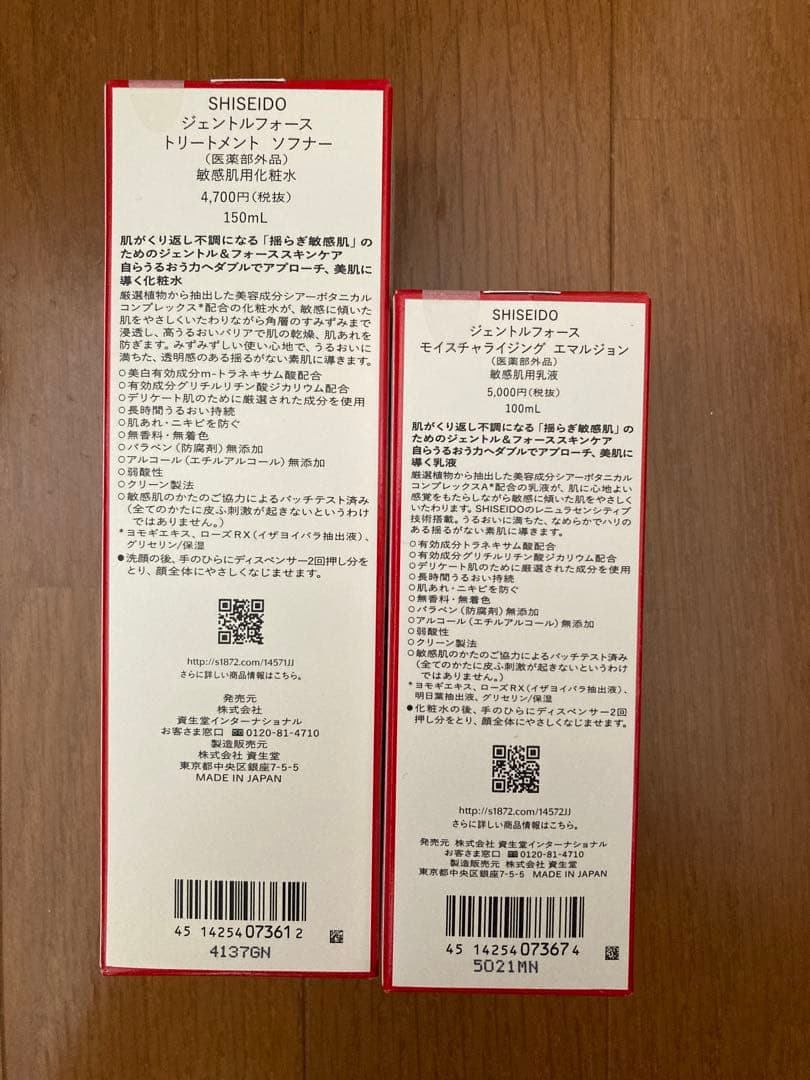 SHISEIDO
ジェントルフォース
トリートメント ソフナー
(医薬部外品)
敏感肌用化粧水
4,700円(税抜)
150mL
肌がくり返し不調になる「揺らぎ敏感肌」の
ためのジェントル&フォーススキンケア
自らうるおう力へダブルでアプローチ、美肌に
導く化粧水
厳選植物から抽出した美容成分シアーボタニカル
コンプレックス*配合の化粧水が、敏感に傾いた
肌をやさしくいたわりながら角層のすみずみまで
浸透し、高うるおいバリアで肌の乾燥、肌あれを
防ぎます。みずみずしい使い心地で、うるおいに
満ちた、透明感のある揺るがない素肌に導きます。
○美白有効成分m-トラネキサム酸配合
○有効成分グリチルリチン酸ジカリウム配合
○デリケート肌のために厳選された成分を使用
○長時間うるおい持続
○肌あれ・ニキビを防ぐ
○無香料・無着色
○パラベン(防腐剤)無添加
○アルコール(エチルアルコール)無添加
○弱酸性
○クリーン製法
○敏感肌のかたのご協力によるパッチテスト済み
(全てのかたに皮ふ刺激が起きないというわけ
ではありません。)
*ヨモギエキス、ローズRX(イザヨイバラ抽出液)、
グリセリン/保湿
●洗顔の後、手のひらにディスペンサー2回押し分を
とり、顔全体にやさしくなじませます。
http://s1872.com/14571JJ
さらに詳しい商品情報はこちら。
発売元
株式会社
資生堂インターナショナル
お客さま窓口 0120-81-4710
製造販売元
株式会社 資生堂
東京都中央区銀座7-5-5
MADE IN JAPAN
45 14254 07361 2
4137GN
SHISEIDO
ジェントルフォース
モイスチャライジング エマルジョン
(医薬部外品)
敏感肌用乳液
5,000円(税抜)
100mL
肌がくり返し不調になる「揺らぎ敏感肌」の
ためのジェントル&フォーススキンケア
自らうるおう力へダブルでアプローチ、美肌に
導く乳液
厳選植物から抽出した美容成分シアーボタニカル
コンプレックスA*配合の乳液が、肌に心地よい
感覚をもたらしながら敏感に傾いた肌をやさしく
いたわります。SHISEIDOのレニュラセンシティブ
技術搭載。うるおいに満ちた、なめらかでハリの
ある揺るがない素肌に導きます。
○有効成分トラネキサム酸配合
○有効成分グリチルリチン酸ジカリウム配合
○デリケート肌のために厳選された成分を使用
○長時間うるおい持続
○肌あれ・ニキビを防ぐ
○無香料・無着色
○パラベン(防腐剤)無添加
○アルコール(エチルアルコール)無添加
○弱酸性
○クリーン製法
○敏感肌のかたのご協力によるパッチテスト済み
(全てのかたに皮ふ刺激が起きないというわけ
ではありません。)
*ヨモギエキス、ローズRX(イザヨイバラ抽出液)、
明日葉抽出液、グリセリン/保湿
●化粧水の後、手のひらにディスペンサー2回
押し分をとり、顔全体にやさしくなじませます。
http://s1872.com/14572JJ
さらに詳しい商品情報はこちら。
発売元 株式会社 資生堂インターナショナル
お客さま窓口 0120-81-4710
製造販売元 株式会社 資生堂
東京都中央区銀座7-5-5 MADE IN JAPAN
45 14254 07367 4
5021MN